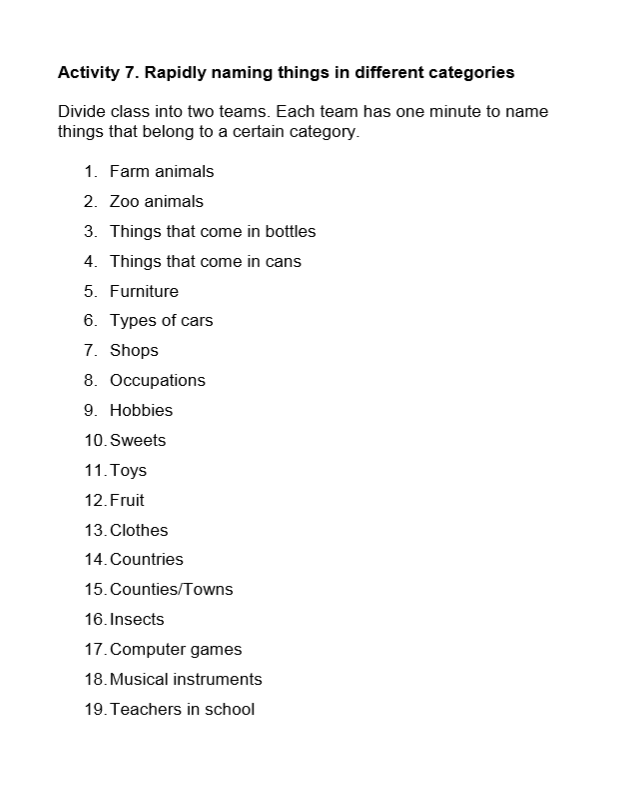 Activity 7. Rapidly naming things in different categories
Divide class into two teams. Each team has one minute to name
things that belong to a certain category.
1. Farm animals
2. Zoo animals
3. Things that come in bottles
4. Things that come in cans
5. Furniture
6. Types of cars
7. Shops
8. Occupations
9. Hobbies
10. Sweets
11. Toys
12. Fruit
13. Clothes
14. Countries
15. Counties/Towns
16. Insects
17. Computer games
18. Musical instruments
19. Teachers in school